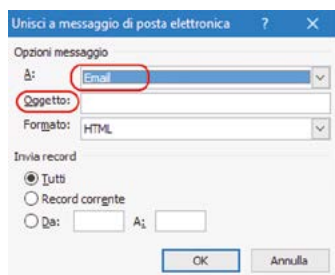 Unisci a messaggio di posta elettronica ? ×
Opzioni messaggio
A: Email
Oggetto:
Formato: HTML
Invia record
Tutti
Record corrente
Da: A:
OK Annulla